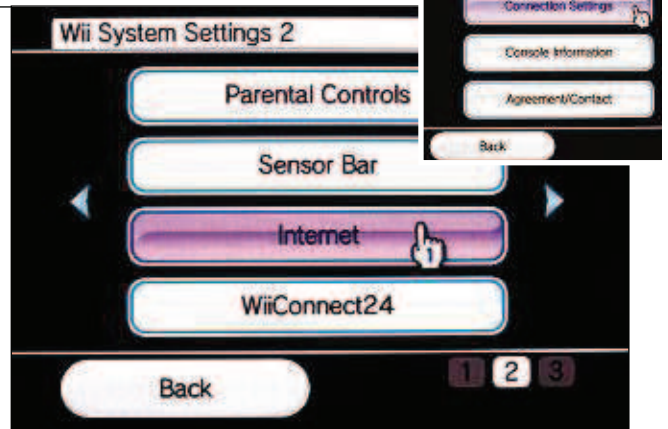 Wii System Settings 2
Parental Controls
Sensor Bar
Internet
1
WiiConnect24
Back
1 2 3
Connection Settings
Console Information
Agreement/Contact
Back